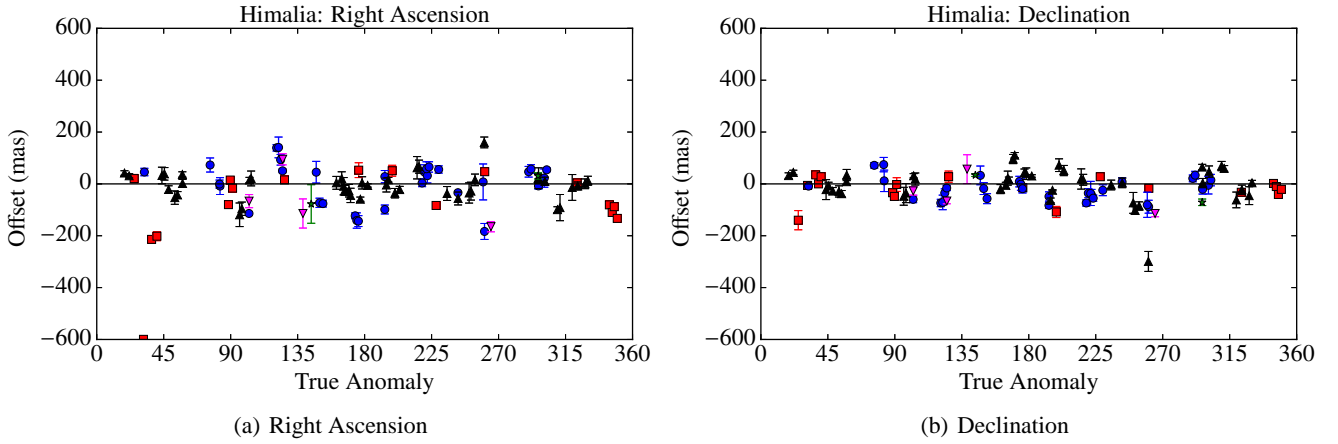 Himalia: Right Ascension
600
400
200
0
−200
−400
−600
Offset (mas)
0 45 90 135 180 225 270 315 360
True Anomaly
(a) Right Ascension
Himalia: Declination
600
400
200
0
−200
−400
−600
Offset (mas)
0 45 90 135 180 225 270 315 360
True Anomaly
(b) Declination